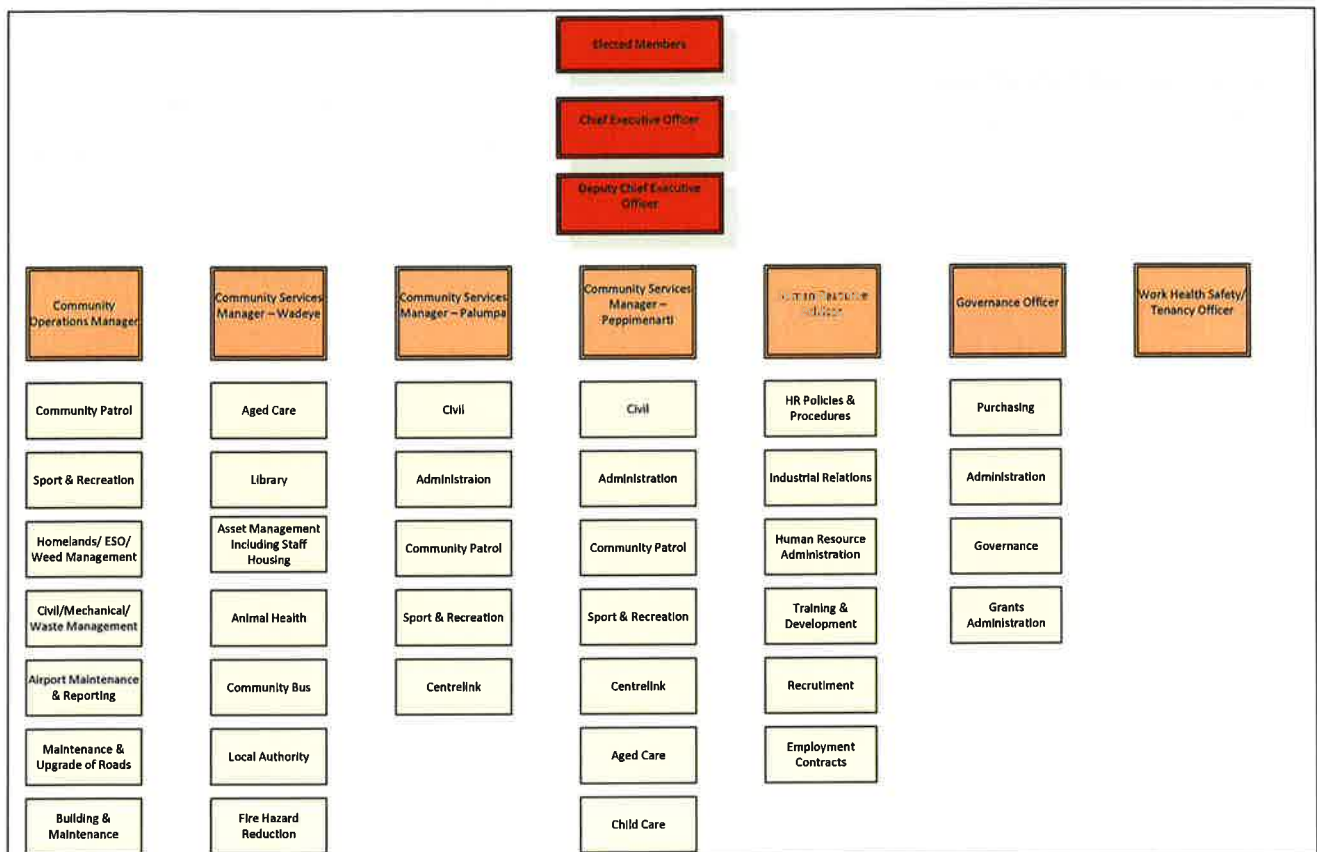 Elected Members
Chief Executive Officer
Deputy Chief Executive
Officer
Community
Operations Manager
Community Patrol
Sport & Recreation
Homelands/ ESO/
Weed Management
Civil/Mechanical/
Waste Management
Airport Maintenance
& Reporting
Maintenance &
Upgrade of Roads
Building &
Maintenance
Community Services
Manager – Wadeye
Aged Care
Library
Asset Management
Including Staff
Housing
Animal Health
Community Bus
Local Authority
Fire Hazard
Reduction
Community Services
Manager – Palumpa
Civil
Administraion
Community Patrol
Sport & Recreation
Centrelink
Community Services
Manager –
Peppimenarti
Civil
Administration
Community Patrol
Sport & Recreation
Centrelink
Aged Care
Child Care
Human Resource
HR Policies &
Procedures
Industrial Relations
Human Resource
Administration
Training &
Development
Recrutiment
Employment
Contracts
Governance Officer
Purchasing
Administration
Governance
Grants
Administration
Work Health Safety/
Tenancy Officer